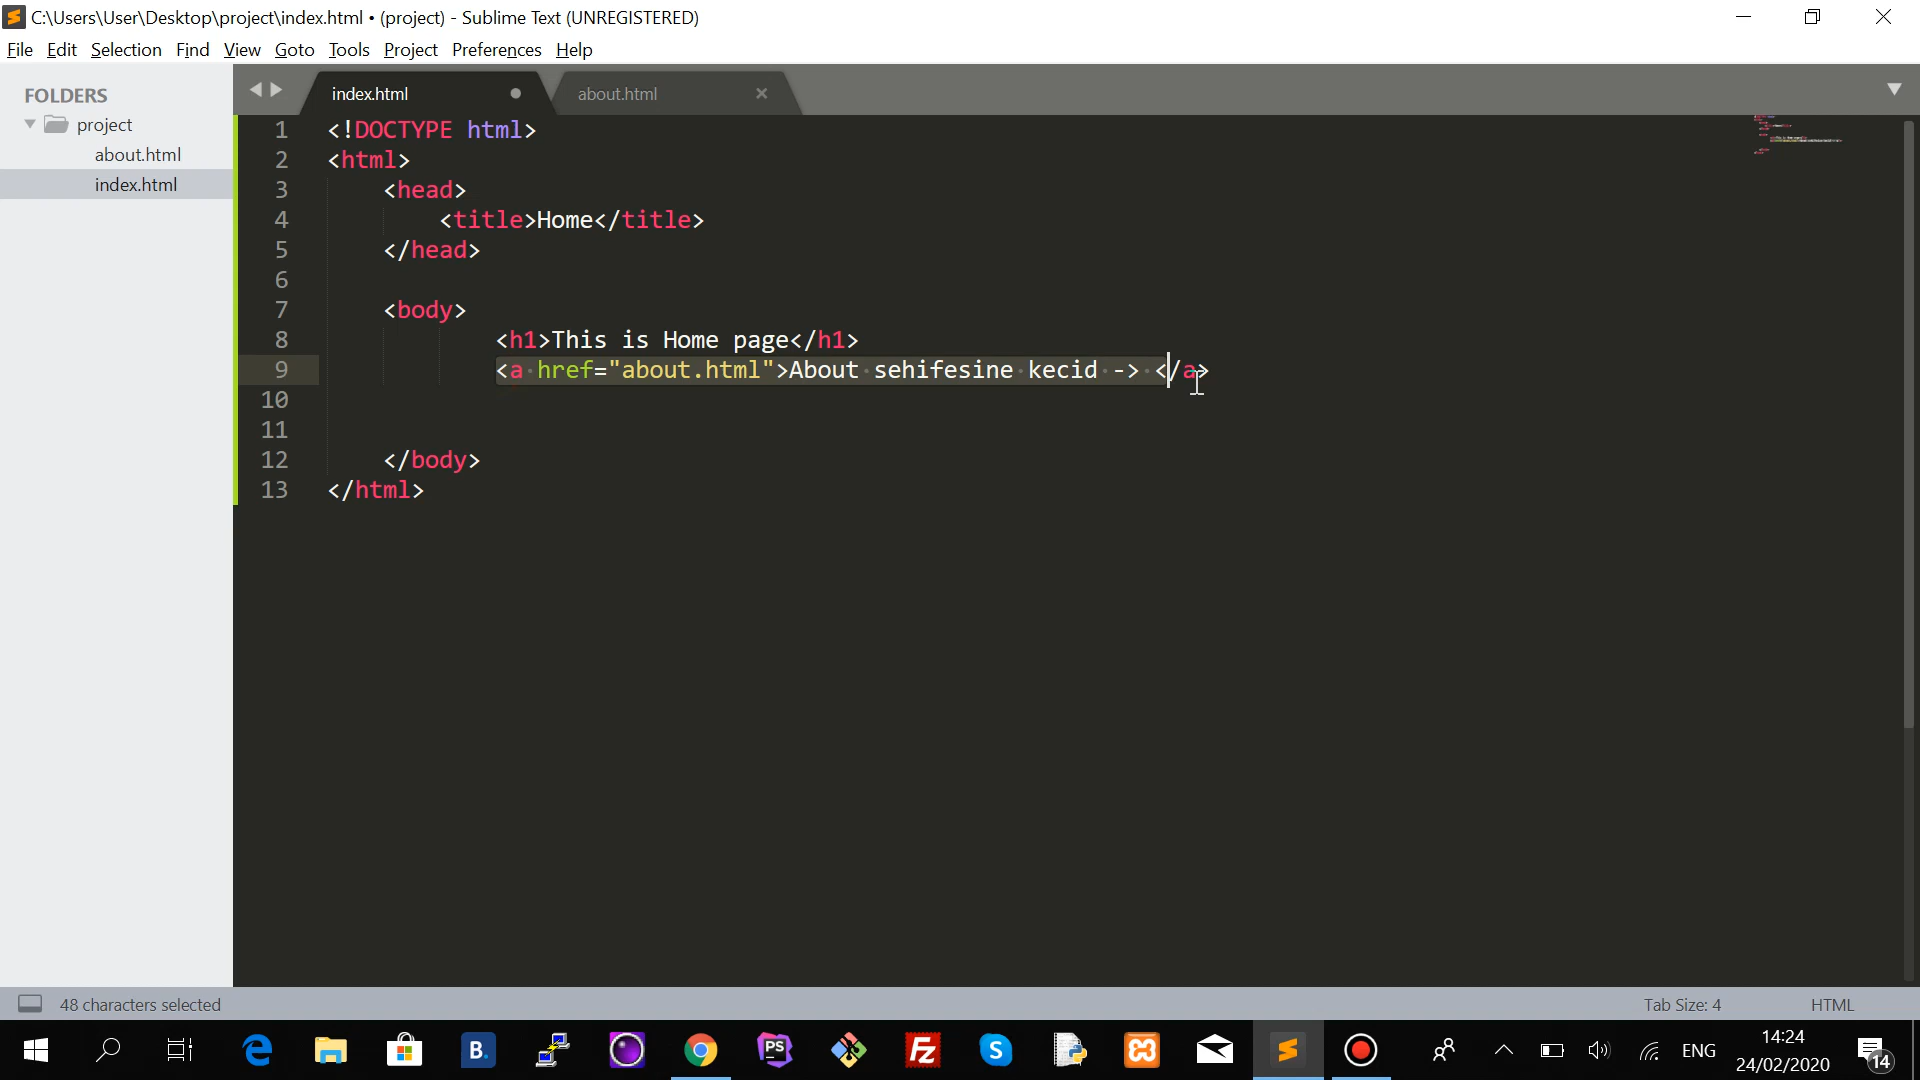 C:\Users\User\Desktop\project\index.html • (project) - Sublime Text (UNREGISTERED)
File Edit Selection Find View Goto Tools Project Preferences Help
FOLDERS
project
about.html
index.html
index.html
about.html
1 <!DOCTYPE html>
2 <html>
3 <head>
4 <title>Home</title>
5 </head>
6
7 <body>
8 <h1>This is Home page</h1>
9 <a href="about.html">About sehifesine kecid -> </a>
10
11
12 </body>
13 </html>
48 characters selected
Tab Size: 4
HTML
B.
PS
Fz
S
ENG
14:24
24/02/2020
14